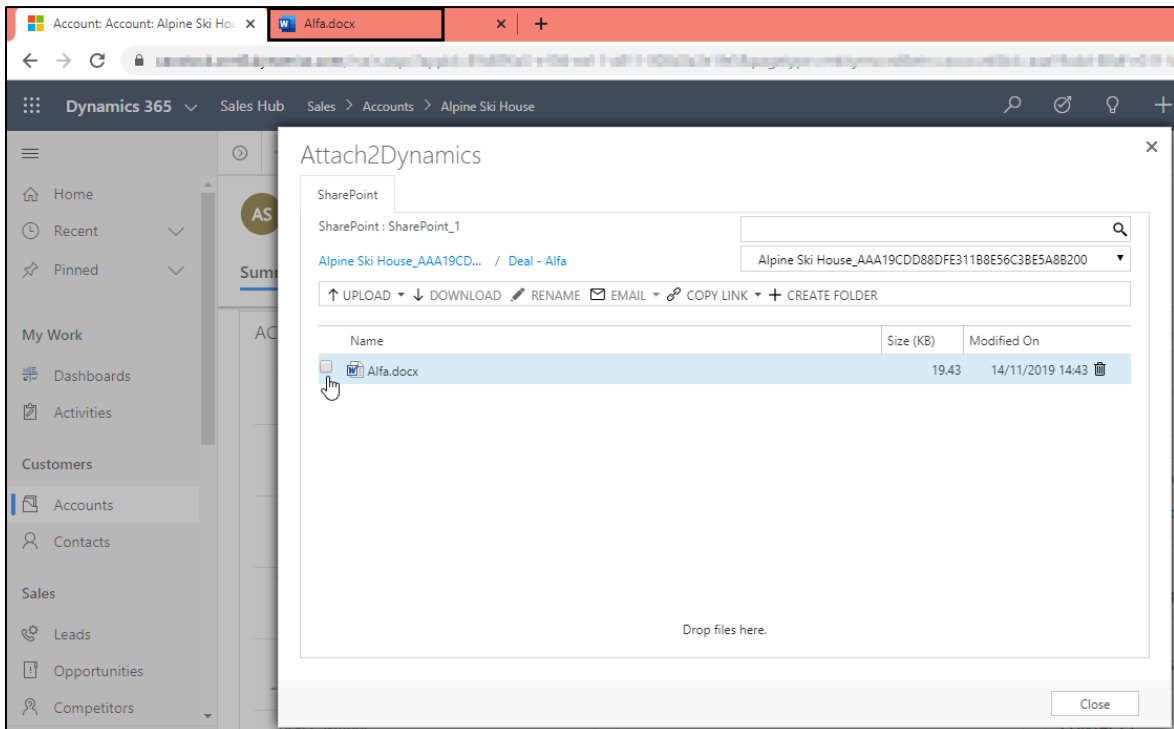 Account: Account: Alpine Ski Hou
Alfa.docx
Dynamics 365 Sales Hub Sales > Accounts > Alpine Ski House
Attach2Dynamics
SharePoint
SharePoint : SharePoint_1
Alpine Ski House_AAA19CD... / Deal - Alfa
Alpine Ski House_AAA19CDD88DFE311B8E56C3BE5A8B200
UPLOAD DOWNLOAD RENAME EMAIL COPY LINK CREATE FOLDER
Name Size (KB) Modified On
Alfa.docx 19.43 14/11/2019 14:43
Drop files here.
Close
Home
Recent
Pinned
My Work
Dashboards
Activities
Customers
Accounts
Contacts
Sales
Leads
Opportunities
Competitors
AS
Summ
AC